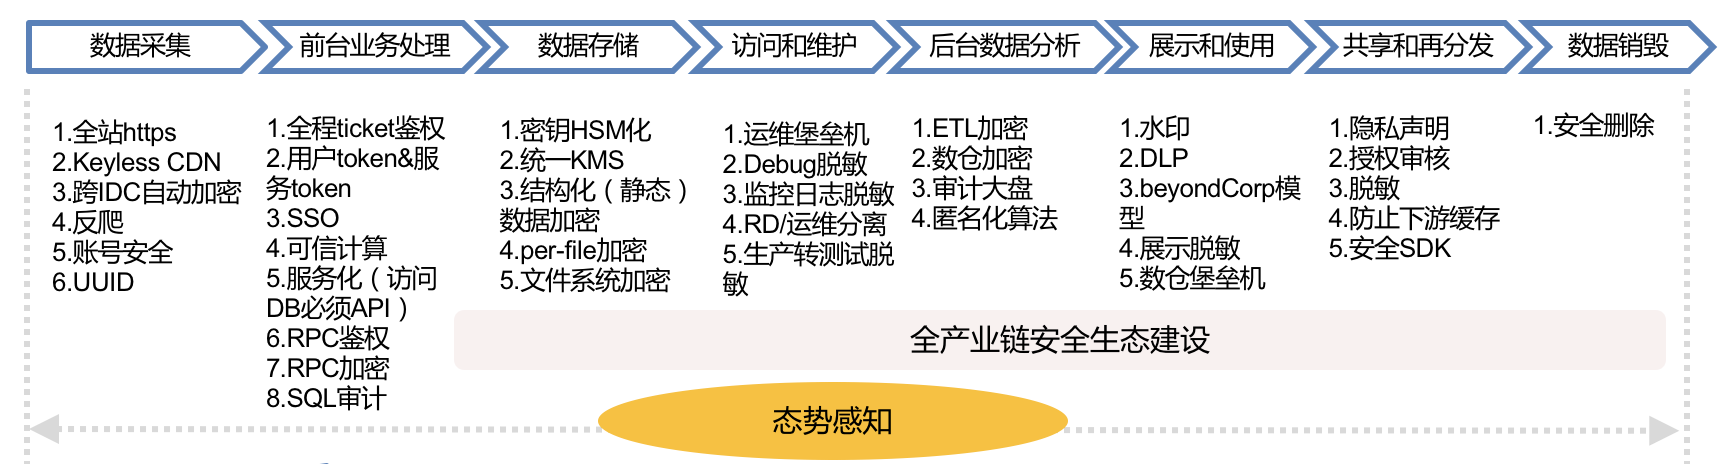 数据采集
前台业务处理
数据存储
访问和维护
后台数据分析
展示和使用
共享和再分发
数据销毁
1.全站https
2.Keyless CDN
3.跨IDC自动加密
4.反爬
5.账号安全
6.UUID
1.全程ticket鉴权
2.用户token&服
务token
3.SSO
4.可信计算
5.服务化（访问
DB必须API）
6.RPC鉴权
7.RPC加密
8.SQL审计
1.密钥HSM化
2.统一KMS
3.结构化（静态）
数据加密
4.per-file加密
5.文件系统加密
1.运维堡垒机
2.Debug脱敏
3.监控日志脱敏
4.RD/运维分离
5.生产转测试脱
敏
1.ETL加密
2.数仓加密
3.审计大盘
4.匿名化算法
1.水印
2.DLP
3.beyondCorp模
型
4.展示脱敏
5.数仓堡垒机
1.隐私声明
2.授权审核
3.脱敏
4.防止下游缓存
5.安全SDK
1.安全删除
全产业链安全生态建设
态势感知